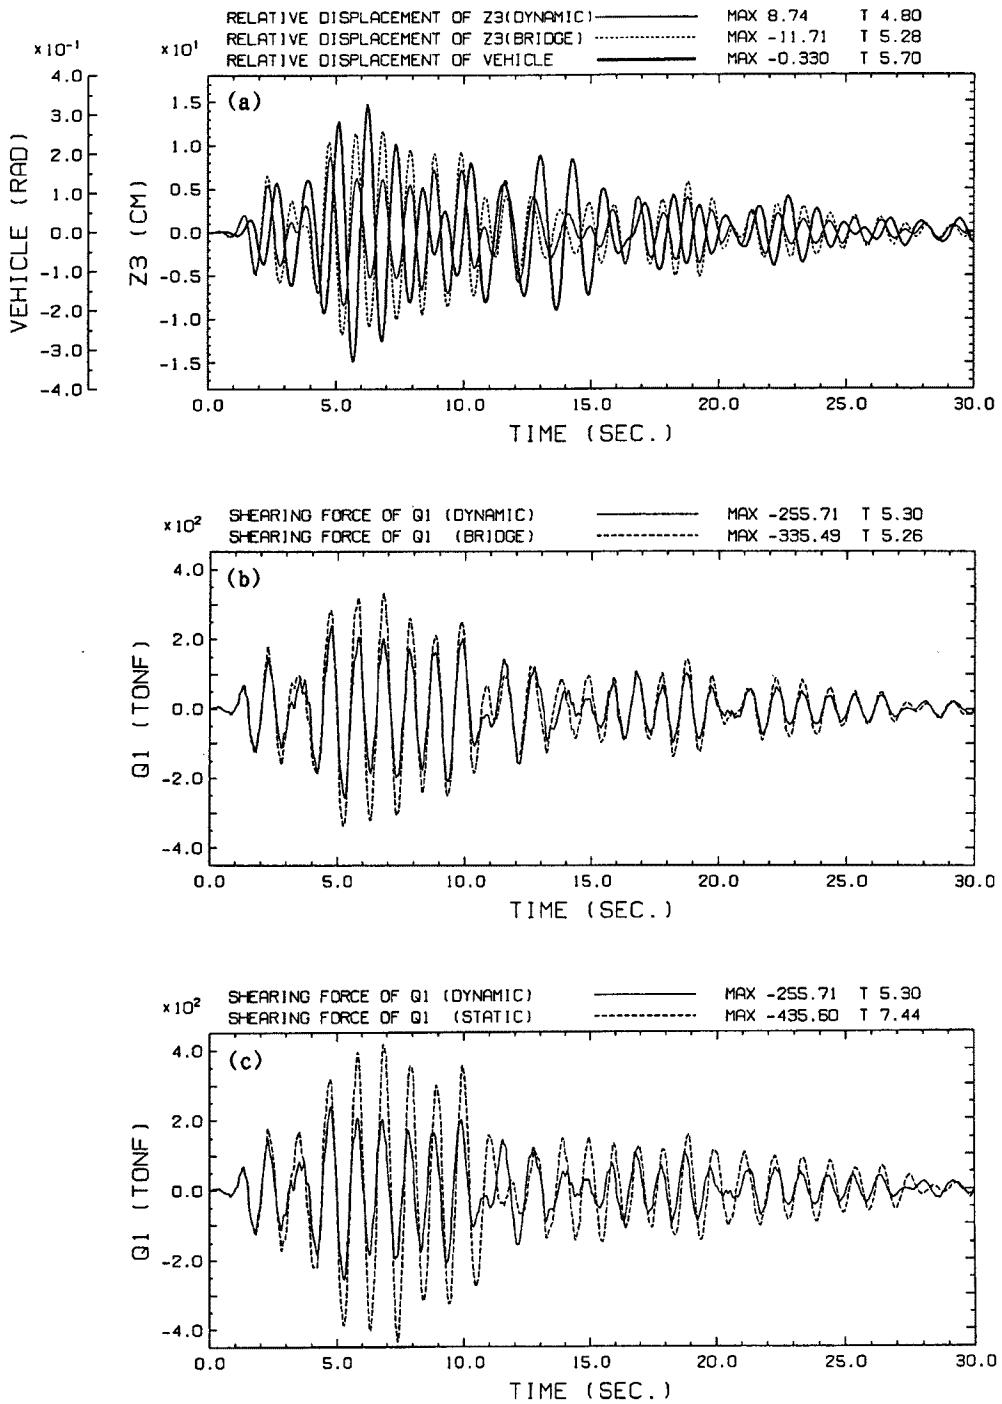 RELATIVE DISPLACEMENT OF Z3(DYNAMIC) MAX 8.74 T 4.80
RELATIVE DISPLACEMENT OF Z3(BRIDGE) MAX -11.71 T 5.28
RELATIVE DISPLACEMENT OF VEHICLE MAX -0.330 T 5.70
×10⁻¹ ×10¹
(a)
VEHICLE (RAD)
4.0
3.0
2.0
1.0
0.0
-1.0
-2.0
-3.0
-4.0
Z3 (CM)
1.5
1.0
0.5
0.0
-0.5
-1.0
-1.5
0.0 5.0 10.0 15.0 20.0 25.0 30.0
TIME (SEC.)
SHEARING FORCE OF Q1 (DYNAMIC) MAX -255.71 T 5.30
SHEARING FORCE OF Q1 (BRIDGE) MAX -335.49 T 5.26
×10²
(b)
Q1 (TONF)
4.0
2.0
0.0
-2.0
-4.0
0.0 5.0 10.0 15.0 20.0 25.0 30.0
TIME (SEC.)
SHEARING FORCE OF Q1 (DYNAMIC) MAX -255.71 T 5.30
SHEARING FORCE OF Q1 (STATIC) MAX -435.60 T 7.44
×10²
(c)
Q1 (TONF)
4.0
2.0
0.0
-2.0
-4.0
0.0 5.0 10.0 15.0 20.0 25.0 30.0
TIME (SEC.)